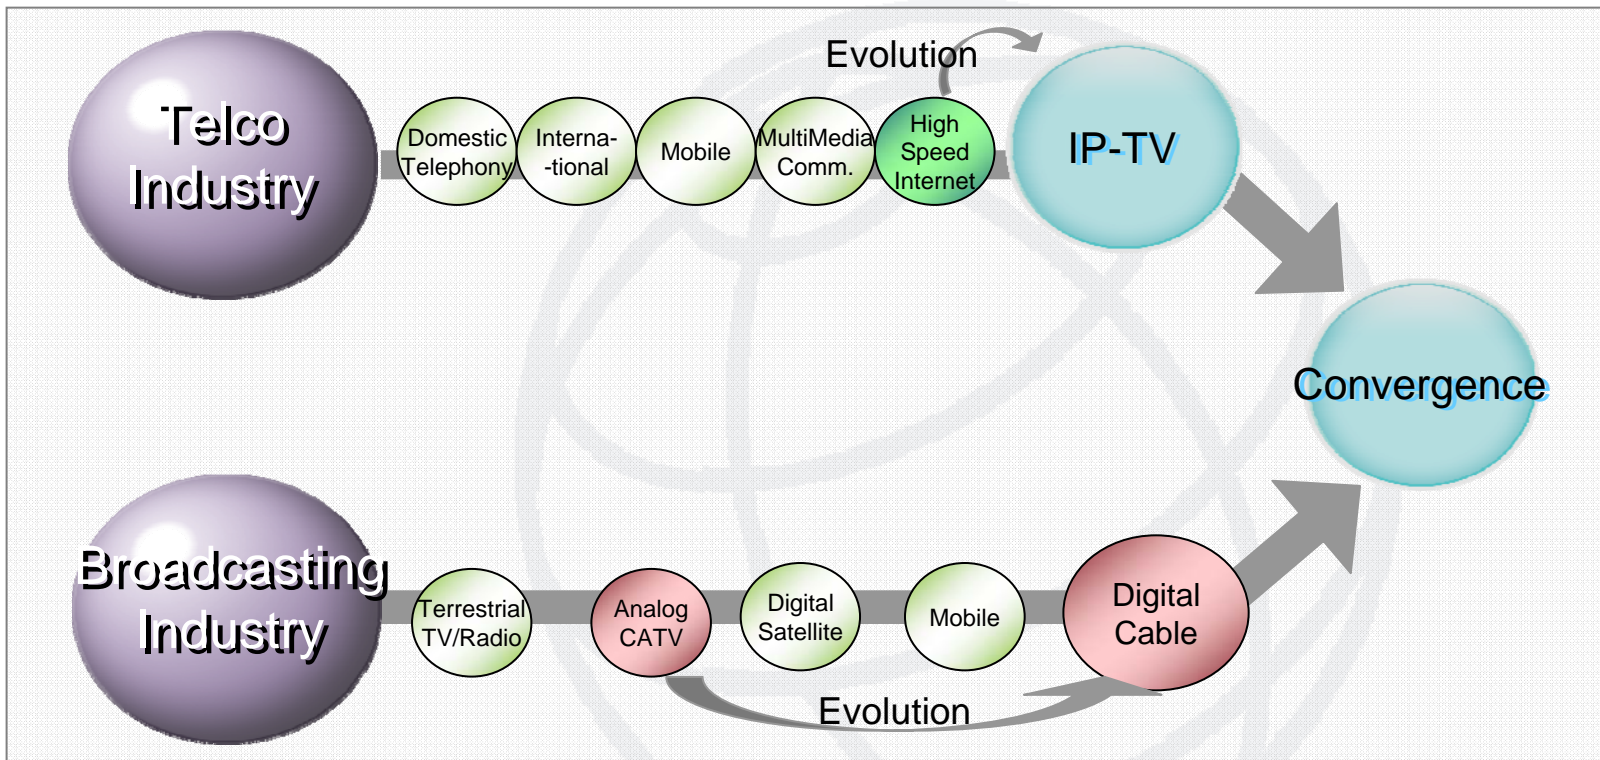 Evolution
Telco
Industry
Domestic
Telephony
Interna-
-tional
Mobile
MultiMedia
Comm.
High
Speed
Internet
IP-TV
Convergence
Broadcasting
Industry
Terrestrial
TV/Radio
Analog
CATV
Digital
Satellite
Mobile
Digital
Cable
Evolution